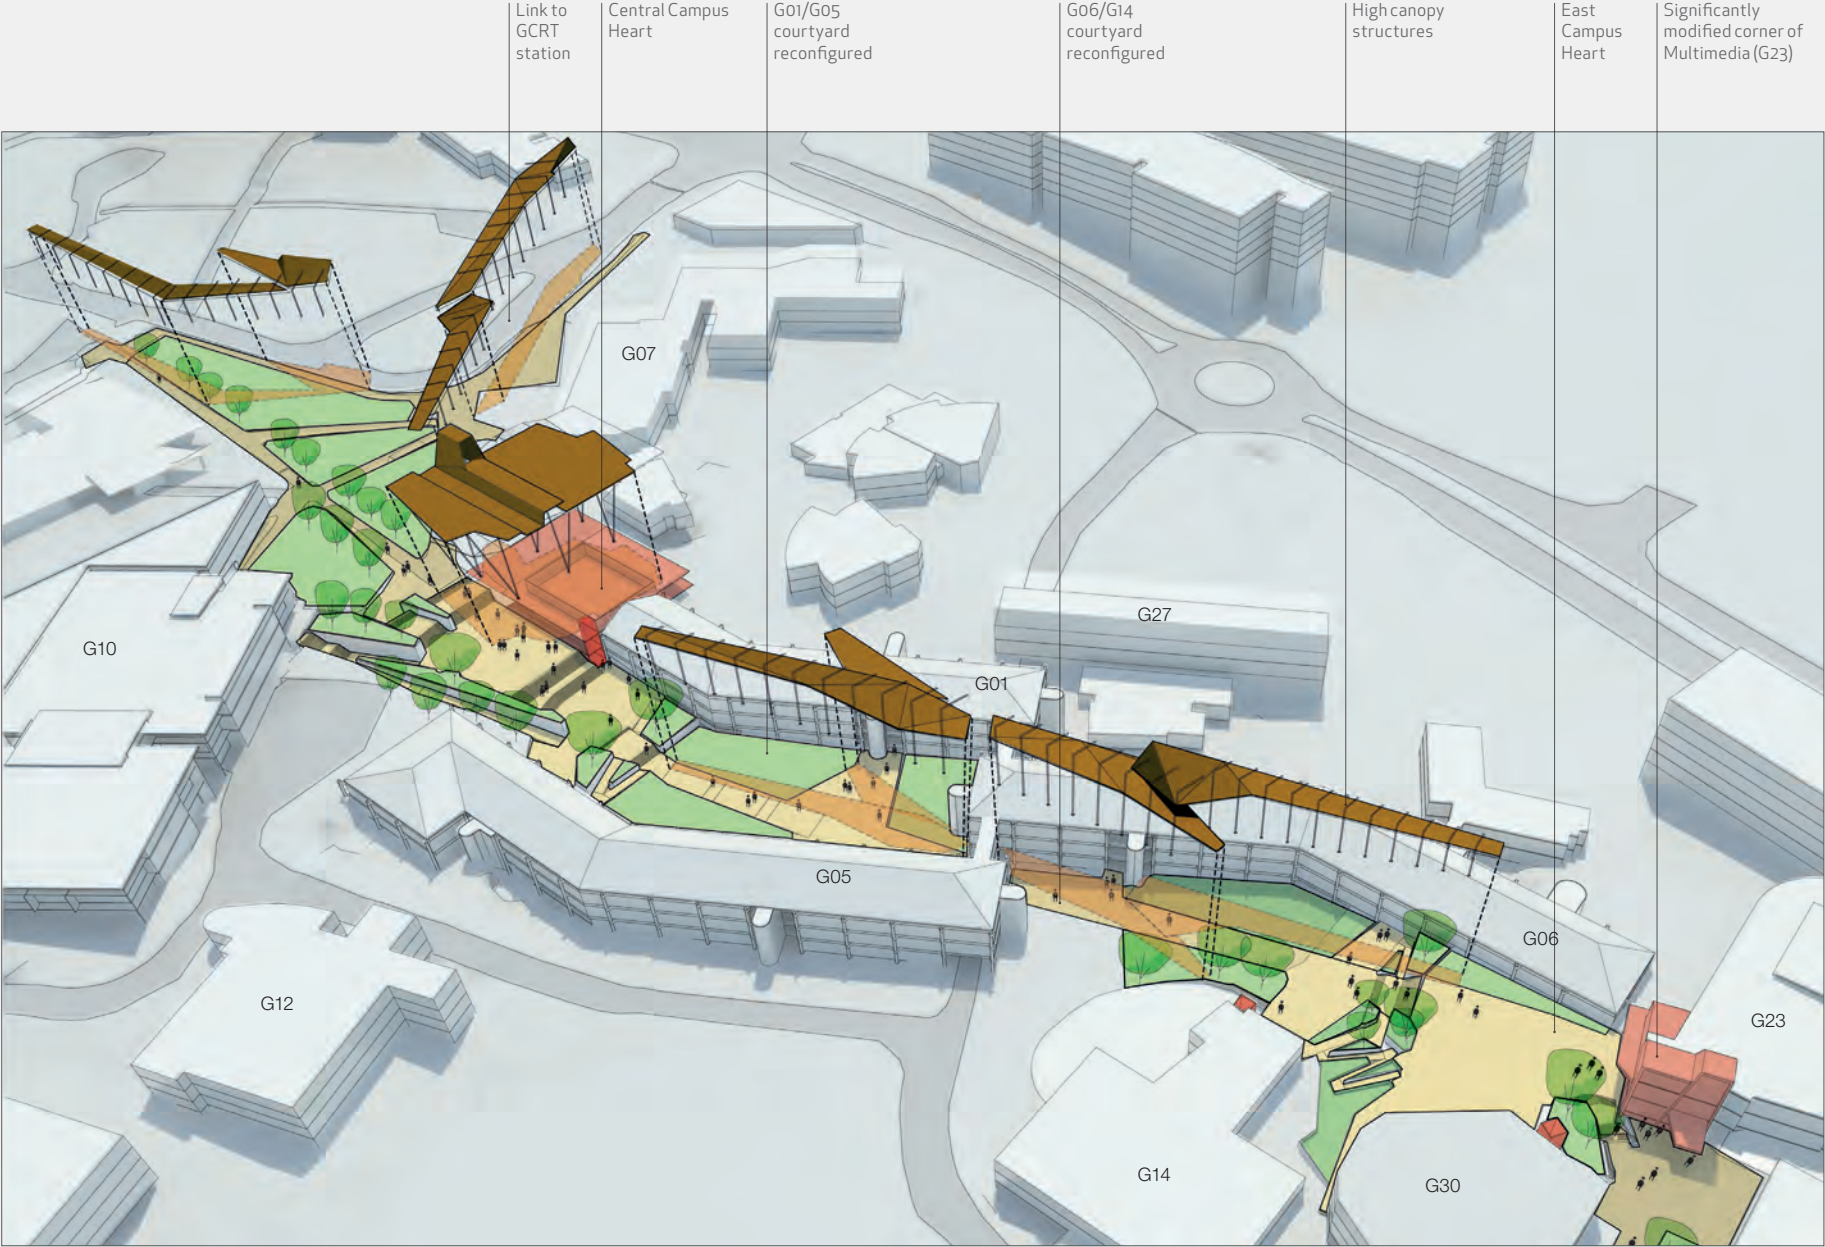 Link to
GCRT
station
Central Campus
Heart
G01/G05
courtyard
reconfigured
G06/G14
courtyard
reconfigured
High canopy
structures
East
Campus
Heart
Significantly
modified corner of
Multimedia (G23)
G07
G27
G10
G01
G05
G06
G12
G23
G14
G30